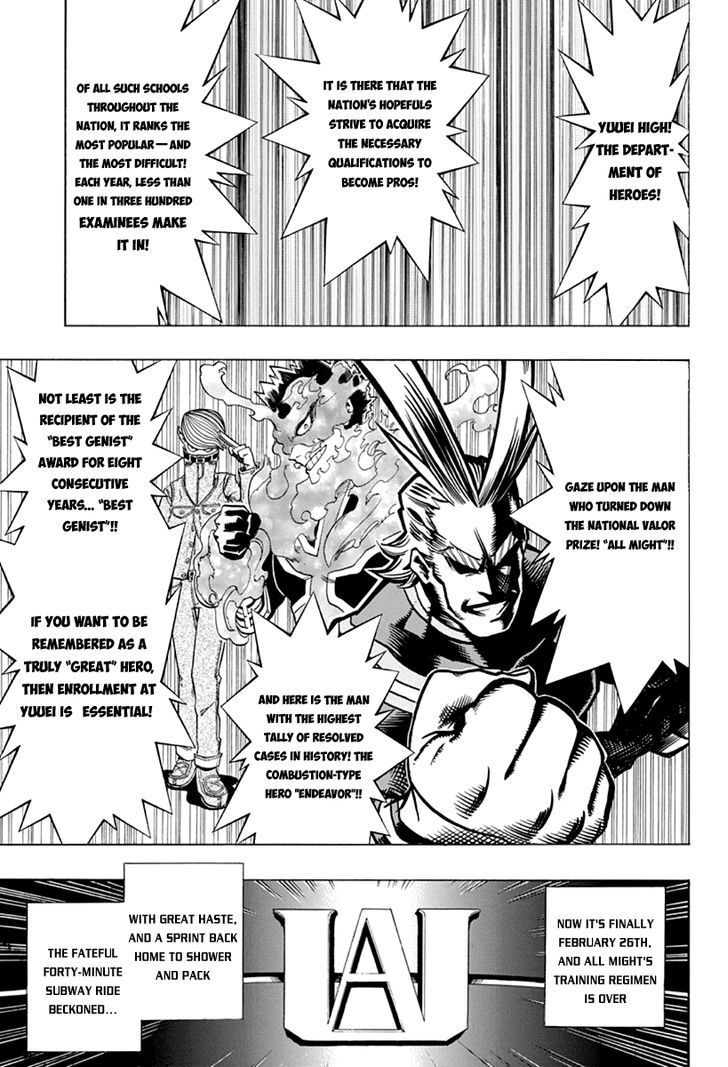 YUUEI HIGH!
THE DEPART-
MENT OF
HEROES!
IT IS THERE THAT THE
NATION'S HOPEFULS
STRIVE TO ACQUIRE
THE NECESSARY
QUALIFICATIONS TO
BECOME PROS!
OF ALL SUCH SCHOOLS
THROUGHOUT THE
NATION, IT RANKS THE
MOST POPULAR — AND
THE MOST DIFFICULT!
EACH YEAR, LESS THAN
ONE IN THREE HUNDRED
EXAMINEES MAKE
IT IN!
GAZE UPON THE MAN
WHO TURNED DOWN
THE NATIONAL VALOR
PRIZE! "ALL MIGHT"!!
AND HERE IS THE MAN
WITH THE HIGHEST
TALLY OF RESOLVED
CASES IN HISTORY! THE
COMBUSTION-TYPE
HERO "ENDEAVOR"!!
NOT LEAST IS THE
RECIPIENT OF THE
"BEST GENIST"
AWARD FOR EIGHT
CONSECUTIVE
YEARS... "BEST
GENIST"!!
IF YOU WANT TO BE
REMEMBERED AS A
TRULY "GREAT" HERO,
THEN ENROLLMENT AT
YUUEI IS ESSENTIAL!
NOW IT'S FINALLY
FEBRUARY 26TH,
AND ALL MIGHT'S
TRAINING REGIMEN
IS OVER
UA
WITH GREAT HASTE,
AND A SPRINT BACK
HOME TO SHOWER
AND PACK
THE FATEFUL
FORTY-MINUTE
SUBWAY RIDE
BECKONED...